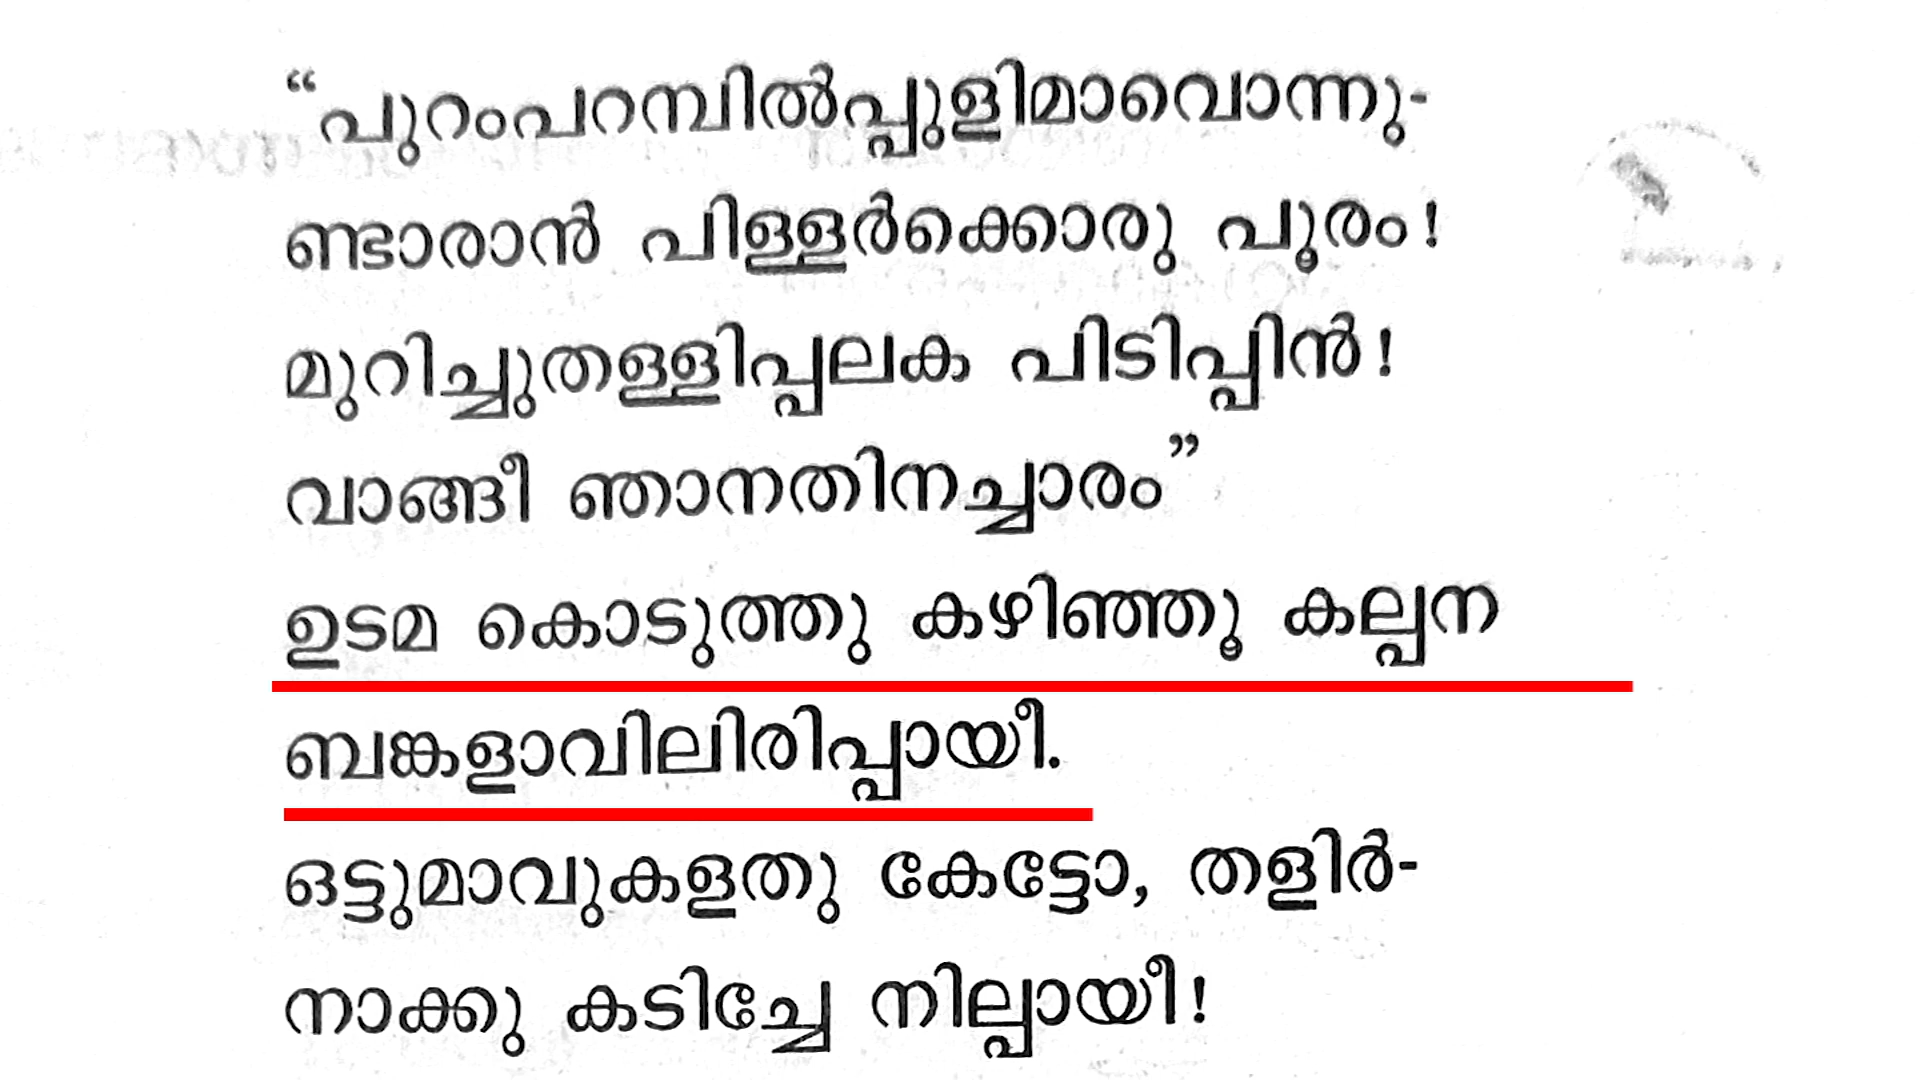 “പുറംപറമ്പിൽപ്പുളിമാവൊന്നു-
ണ്ടാരാൻ പിള്ളർക്കൊരു പൂരം!
മുറിച്ചുതള്ളിപ്പലക പിടിപ്പിൻ!
വാങ്ങീ ഞാനതിനച്ചാരം”
ഉടമ കൊടുത്തു കഴിഞ്ഞൂ കല്പന
ബങ്കളാവിലിരിപ്പായീ.
ഒട്ടുമാവുകളതു കേട്ടോ, തളിർ-
നാക്കു കടിച്ചേ നില്പായീ!